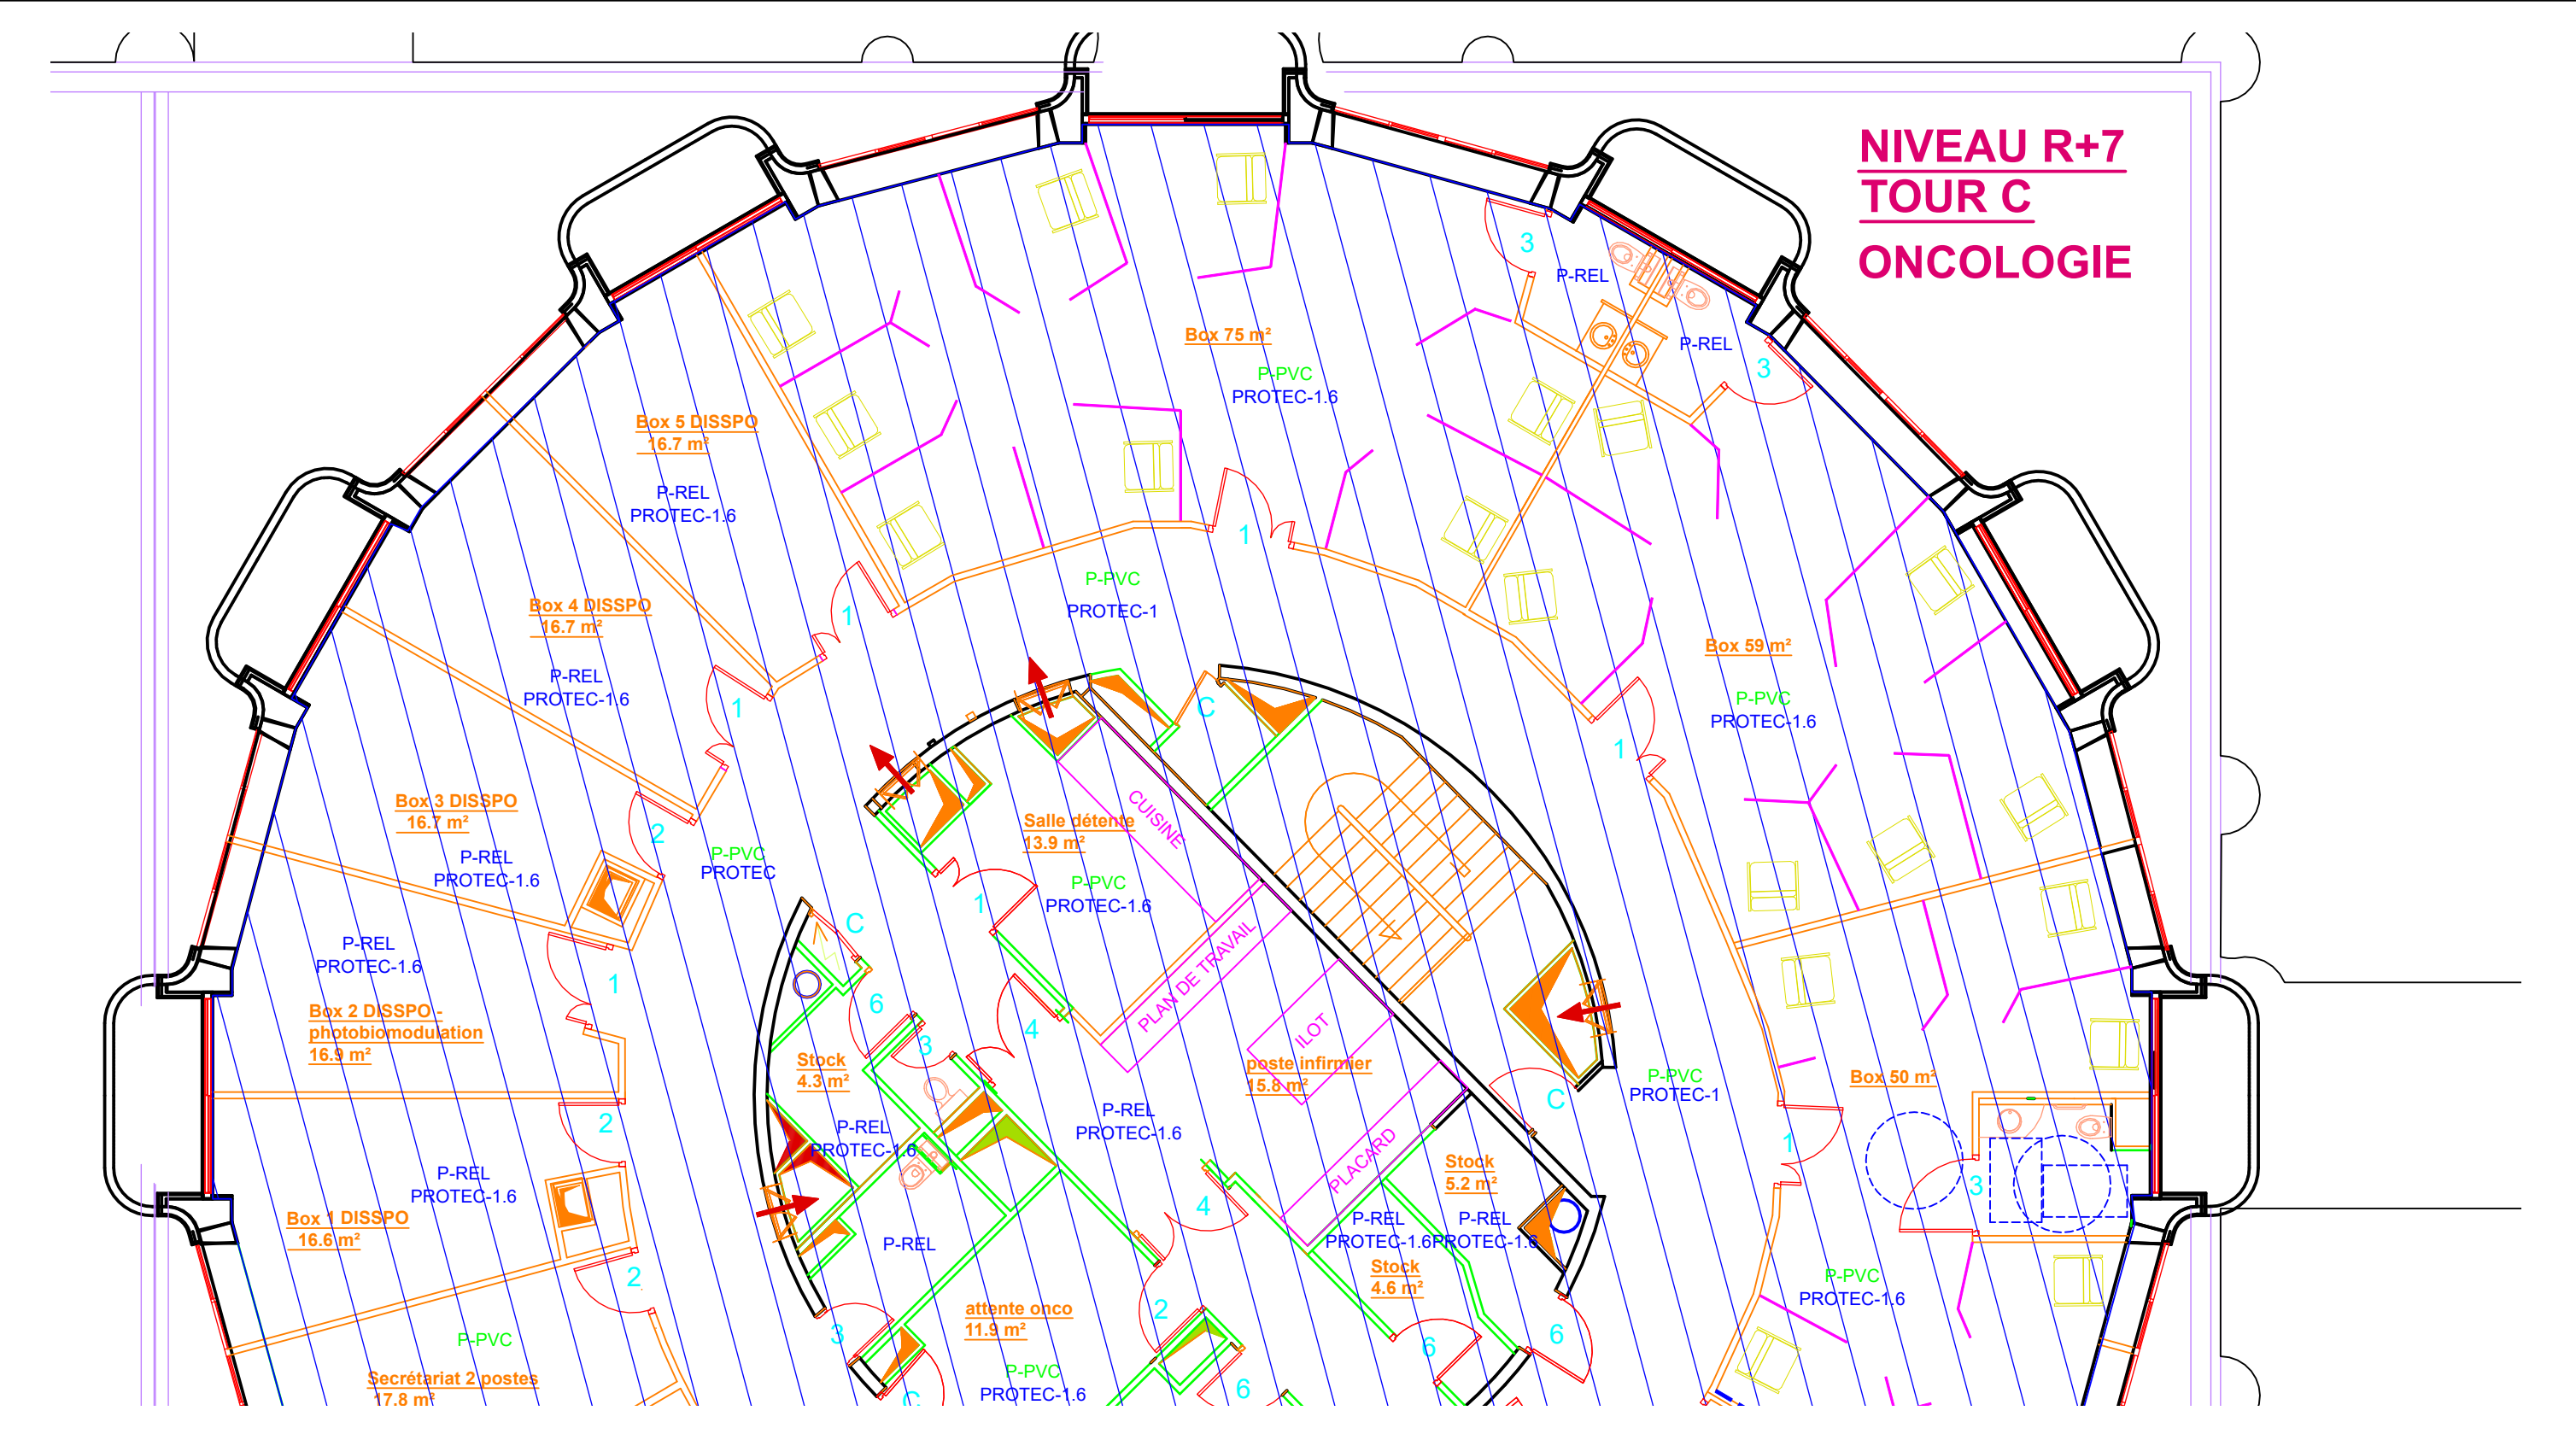 NIVEAU R+7
TOUR C
ONCOLOGIE
3
P-REL
P-REL
3
Box 75 m²
P-PVC
PROTEC-1.6
Box 5 DISSPO
16.7 m²
P-REL
PROTEC-1.6
1
P-PVC
PROTEC-1
1
Box 4 DISSPO
16.7 m²
P-REL
PROTEC-1.6
1
C
Box 59 m²
P-PVC
PROTEC-1.6
1
Box 3 DISSPO
16.7 m²
P-REL
PROTEC-1.6
2
P-PVC
PROTEC
Salle détente
13.9 m²
CUISINE
P-PVC
PROTEC-1.6
1
C
P-REL
PROTEC-1.6
1
6
3
4
PLAN DE TRAVAIL
ILOT
Box 2 DISSPO -
photobiomodulation
16.9 m²
Stock
4.3 m²
poste infirmier
15.8 m²
C
P-PVC
PROTEC-1
Box 50 m²
1
2
P-REL
PROTEC-1.6
P-REL
PROTEC-1.6
PLACARD
Stock
5.2 m²
3
P-REL
PROTEC-1.6
4
Box 1 DISSPO
16.6 m²
P-REL
P-REL
PROTEC-1.6
P-REL
PROTEC-1.6
Stock
4.6 m²
2
P-PVC
PROTEC-1.6
attente onco
11.9 m²
2
3
6
6
P-PVC
Secrétariat 2 postes
17.8 m²
P-PVC
PROTEC-1.6
6
C